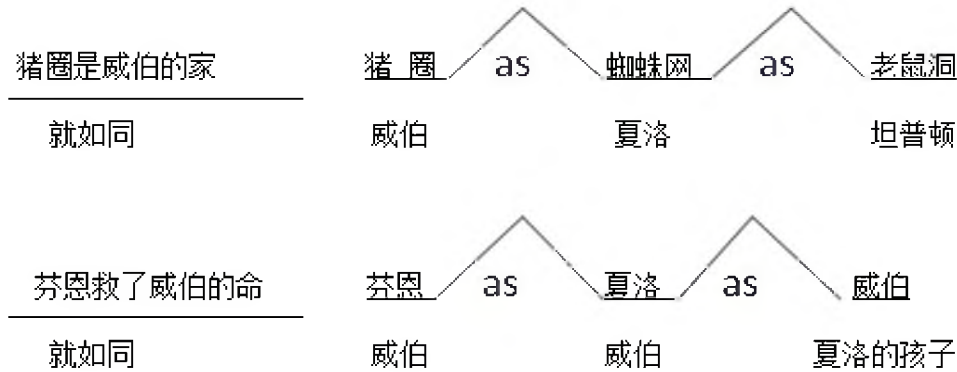 猪圈是威伯的家 猪 圈 as 蜘蛛网 as 老鼠洞
就如同 威伯 夏洛 坦普顿
芬恩救了威伯的命 芬恩 as 夏洛 as 威伯
就如同 威伯 威伯 夏洛的孩子